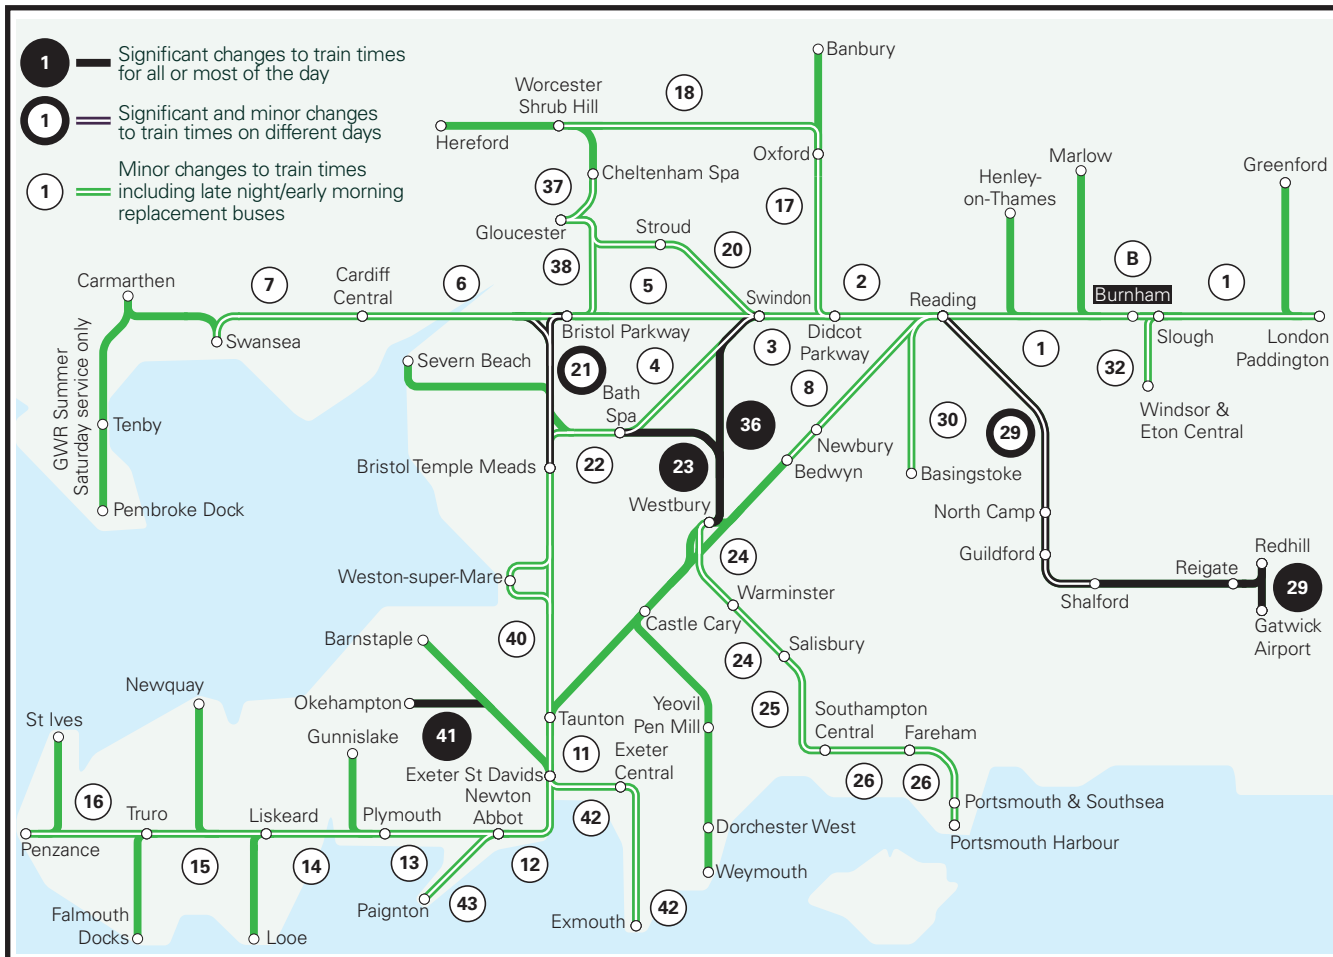 1
Significant changes to train times
for all or most of the day
1
Significant and minor changes
to train times on different days
1
Minor changes to train times
including late night/early morning
replacement buses
Banbury
18
Worcester
Shrub Hill
Hereford
Oxford
Marlow
Greenford
Cheltenham Spa
Henley-
on-Thames
37
17
Gloucester
Stroud
20
38
B
1
Carmarthen
7
Cardiff
Central
6
5
Swindon
2
Reading
Burnham
Swansea
Bristol Parkway
3
Didcot
Parkway
1
Slough
London
Paddington
Severn Beach
21
4
8
32
Bath
Spa
Windsor &
Eton Central
GWR Summer
Saturday service only
Tenby
36
Newbury
30
29
Bristol Temple Meads
22
23
Bedwyn
Basingstoke
Westbury
Pembroke Dock
North Camp
24
Guildford
Redhill
Weston-super-Mare
Reigate
29
Shalford
Warminster
Castle Cary
Gatwick
Airport
Barnstaple
40
24
Salisbury
Newquay
Okehampton
Yeovil
Pen Mill
25
Southampton
Central
Fareham
St Ives
Taunton
41
Gunnislake
11
Exeter
Central
Exeter St Davids
26
26
Newton
Abbot
Portsmouth & Southsea
16
Truro
Liskeard
Plymouth
42
Dorchester West
Portsmouth Harbour
Penzance
15
14
13
12
Weymouth
Paignton
43
42
Falmouth
Docks
Looe
Exmouth